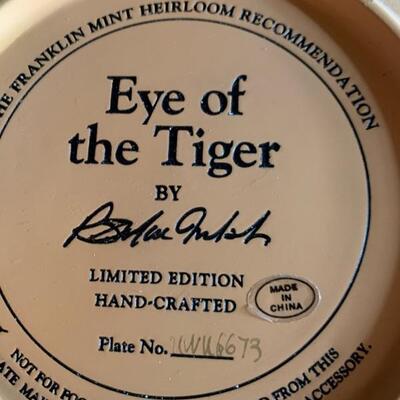 THE FRANKLIN MINT HEIRLOOM RECOMMENDATION
Eye of
the Tiger
BY
LIMITED EDITION
HAND-CRAFTED
MADE
IN
CHINA
Plate No.
NOT FOR FOO
FROM THIS
ACCESSORY.